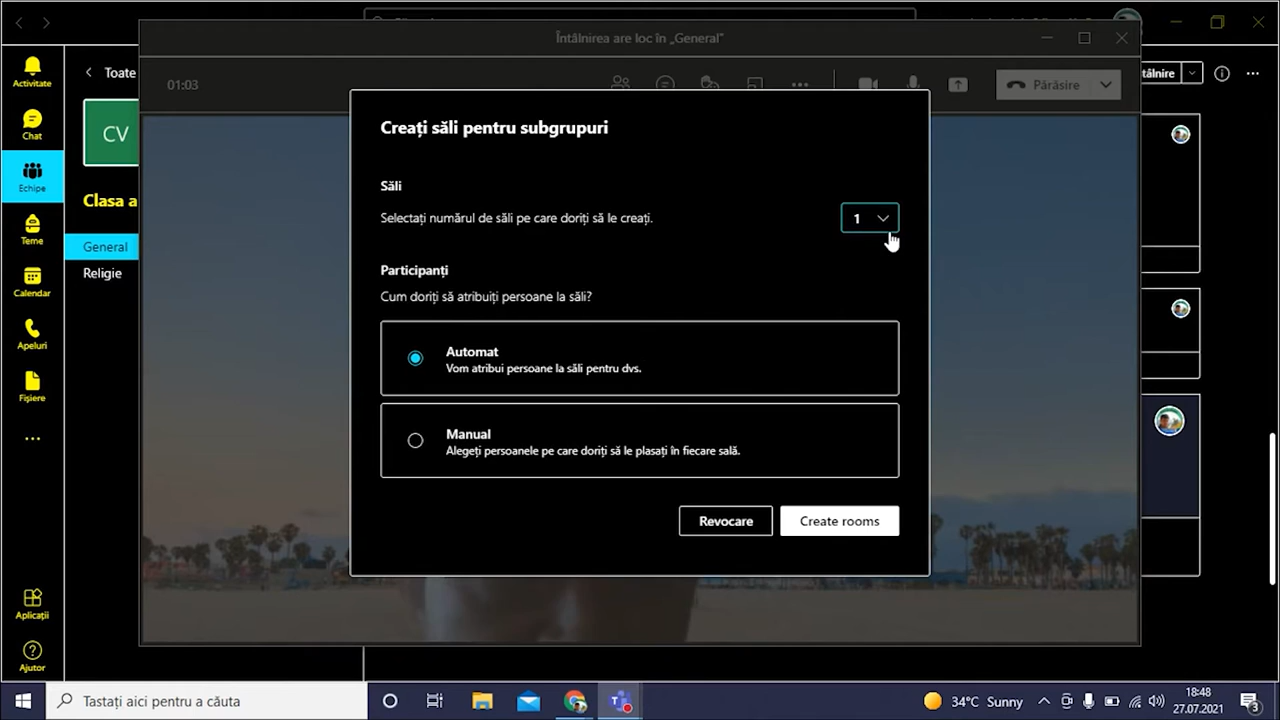 Întâlnirea are loc în „General”
Activitate
Chat
Echipe
Teme
Calendar
Apeluri
Fișiere
Aplicații
Ajutor
Toate
CV
Clasa a
General
Religie
01:03
Părăsire
tâlnire
Creați săli pentru subgrupuri
Săli
Selectați numărul de săli pe care doriți să le creați.
1
Participanți
Cum doriți să atribuiți persoane la săli?
Automat
Vom atribui persoane la săli pentru dvs.
Manual
Alegeți persoanele pe care doriți să le plasați în fiecare sală.
Revocare
Create rooms
Tastați aici pentru a căuta
34°C Sunny
18:48
27.07.2021
3